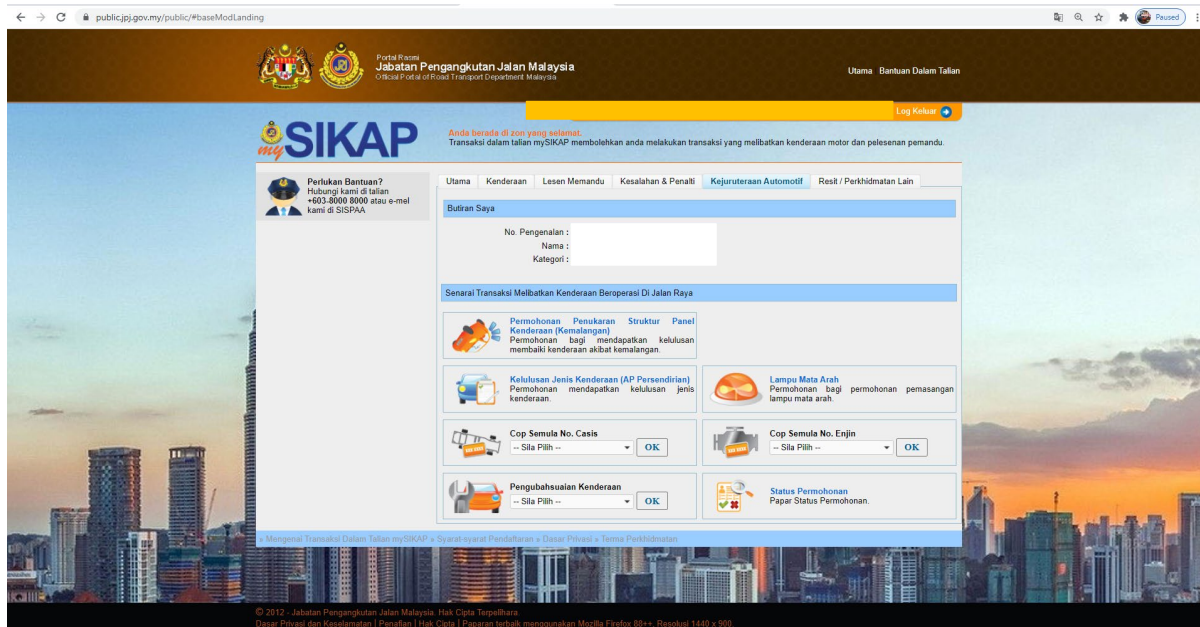 public.jpj.gov.my/public/#baseModLanding
Paused
Portal Rasmi
Jabatan Pengangkutan Jalan Malaysia
Official Portal of Road Transport Department Malaysia
Utama Bantuan Dalam Talian
Log Keluar
mySIKAP
Anda berada di zon yang selamat.
Transaksi dalam talian mySIKAP membolehkan anda melakukan transaksi yang melibatkan kenderaan motor dan pelesenan pemandu.
Perlukan Bantuan?
Hubungi kami di talian
+603-8000 8000 atau e-mel
kami di SISPAA
Utama Kenderaan Lesen Memandu Kesalahan & Penalti Kejuruteraan Automotif Resit / Perkhidmatan Lain
Butiran Saya
No. Pengenalan :
Nama :
Kategori :
Senarai Transaksi Melibatkan Kenderaan Beroperasi Di Jalan Raya
Permohonan Penukaran Struktur Panel
Kenderaan (Kemalangan)
Permohonan bagi mendapatkan kelulusan
membaiki kenderaan akibat kemalangan.
Kelulusan Jenis Kenderaan (AP Persendirian)
Permohonan mendapatkan kelulusan jenis
kenderaan.
Lampu Mata Arah
Permohonan bagi permohonan pemasangan
lampu mata arah.
Cop Semula No. Casis
-- Sila Pilih -- OK
Cop Semula No. Enjin
-- Sila Pilih -- OK
Pengubahsuaian Kenderaan
-- Sila Pilih -- OK
Status Permohonan
Papar Status Permohonan.
» Mengenai Transaksi Dalam Talian mySIKAP » Syarat-syarat Pendaftaran » Dasar Privasi » Terma Perkhidmatan
© 2012 - Jabatan Pengangkutan Jalan Malaysia. Hak Cipta Terpelihara.
Dasar Privasi dan Keselamatan | Penafian | Hak Cipta | Paparan terbaik menggunakan Mozilla Firefox 88++, Resolusi 1440 x 900.